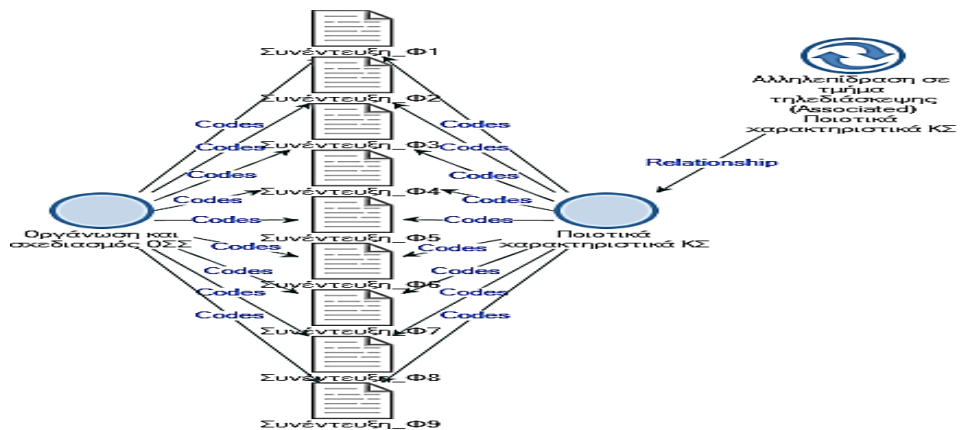 Συνέντευξη_Φ1
Συνέντευξη_Φ2
Συνέντευξη_Φ3
Συνέντευξη_Φ4
Συνέντευξη_Φ5
Συνέντευξη_Φ6
Συνέντευξη_Φ7
Συνέντευξη_Φ8
Συνέντευξη_Φ9
Codes
Codes
Codes
Codes
Codes
Codes
Codes
Codes
Οργάνωση και
σχεδιασμός ΟΣΣ
Codes
Codes
Codes
Codes
Codes
Codes
Codes
Codes
Ποιοτικά
χαρακτηριστικά ΚΣ
Αλληλεπίδραση σε
τμήμα
τηλεδιάσκεψης
(Associated)
Ποιοτικά
χαρακτηριστικά ΚΣ
Relationship